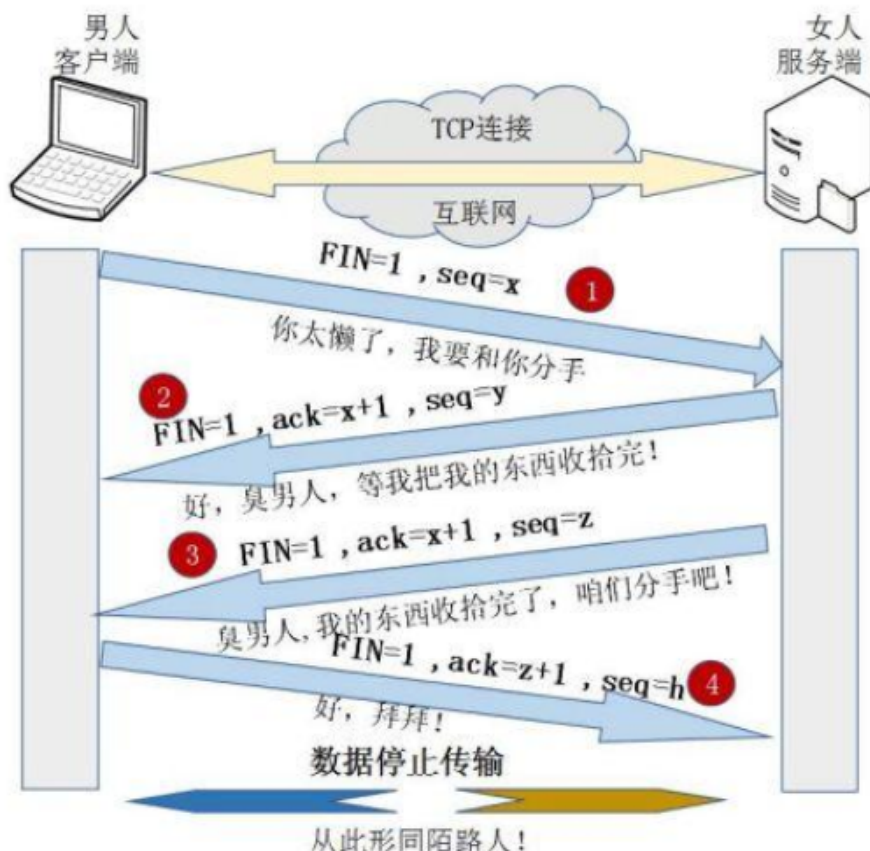 男人
客户端
女人
服务端
TCP连接
互联网
FIN=1 ,seq=x
1
你太懒了，我要和你分手
2
FIN=1 ,ack=x+1 ,seq=y
好，臭男人，等我把我的东西收拾完！
3
FIN=1 ,ack=x+1 ,seq=z
臭男人,我的东西收拾完了，咱们分手吧！
FIN=1 ,ack=z+1 ,seq=h
4
好，拜拜！
数据停止传输
从此形同陌路人！